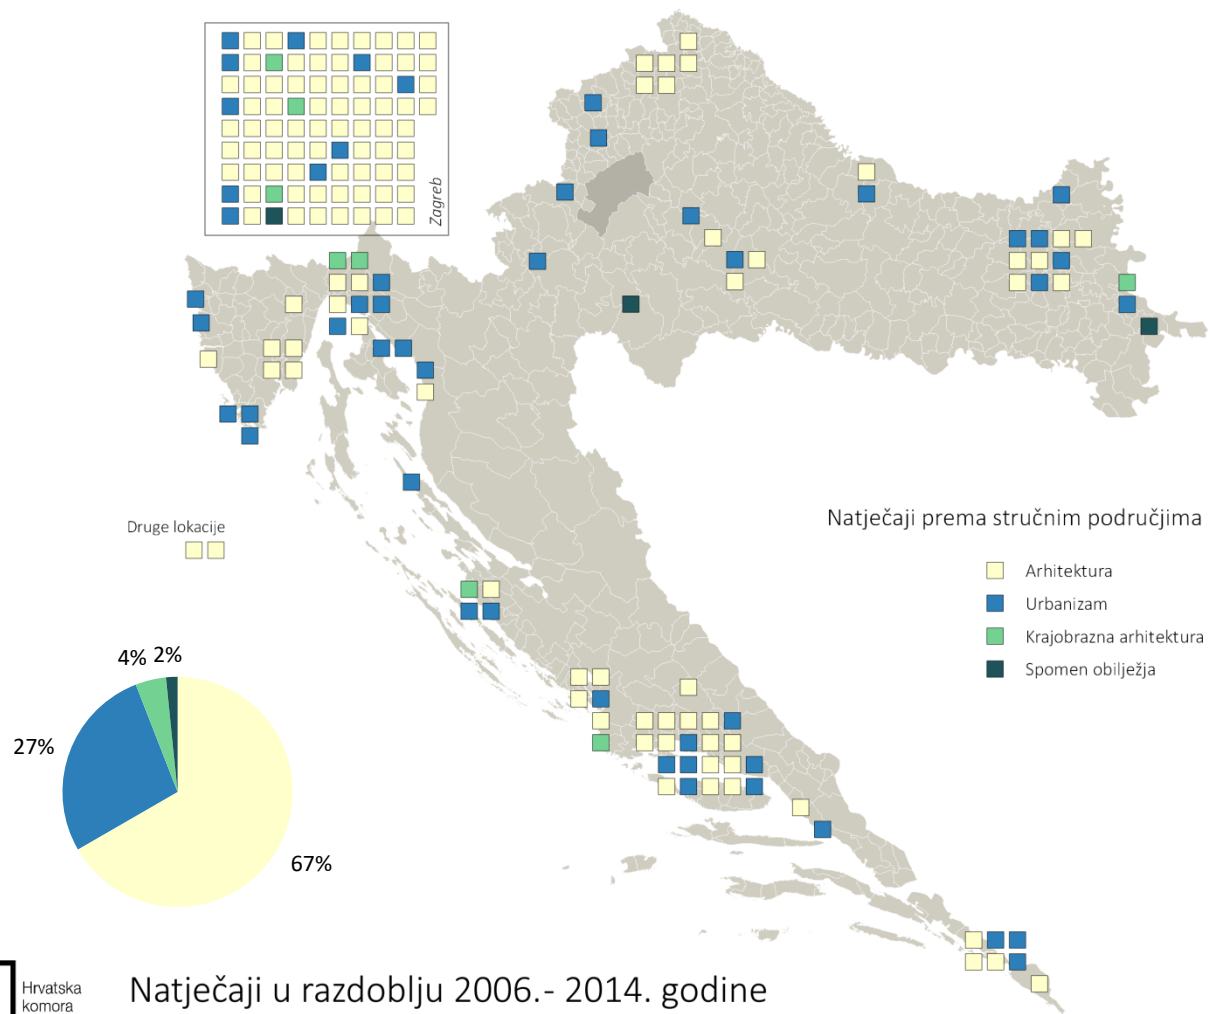 Zagreb
Druge lokacije
Natječaji prema stručnim područjima
Arhitektura
Urbanizam
Krajobrazna arhitektura
Spomen obilježja
4% 2%
27%
67%
Hrvatska
komora
Natječaji u razdoblju 2006.- 2014. godine